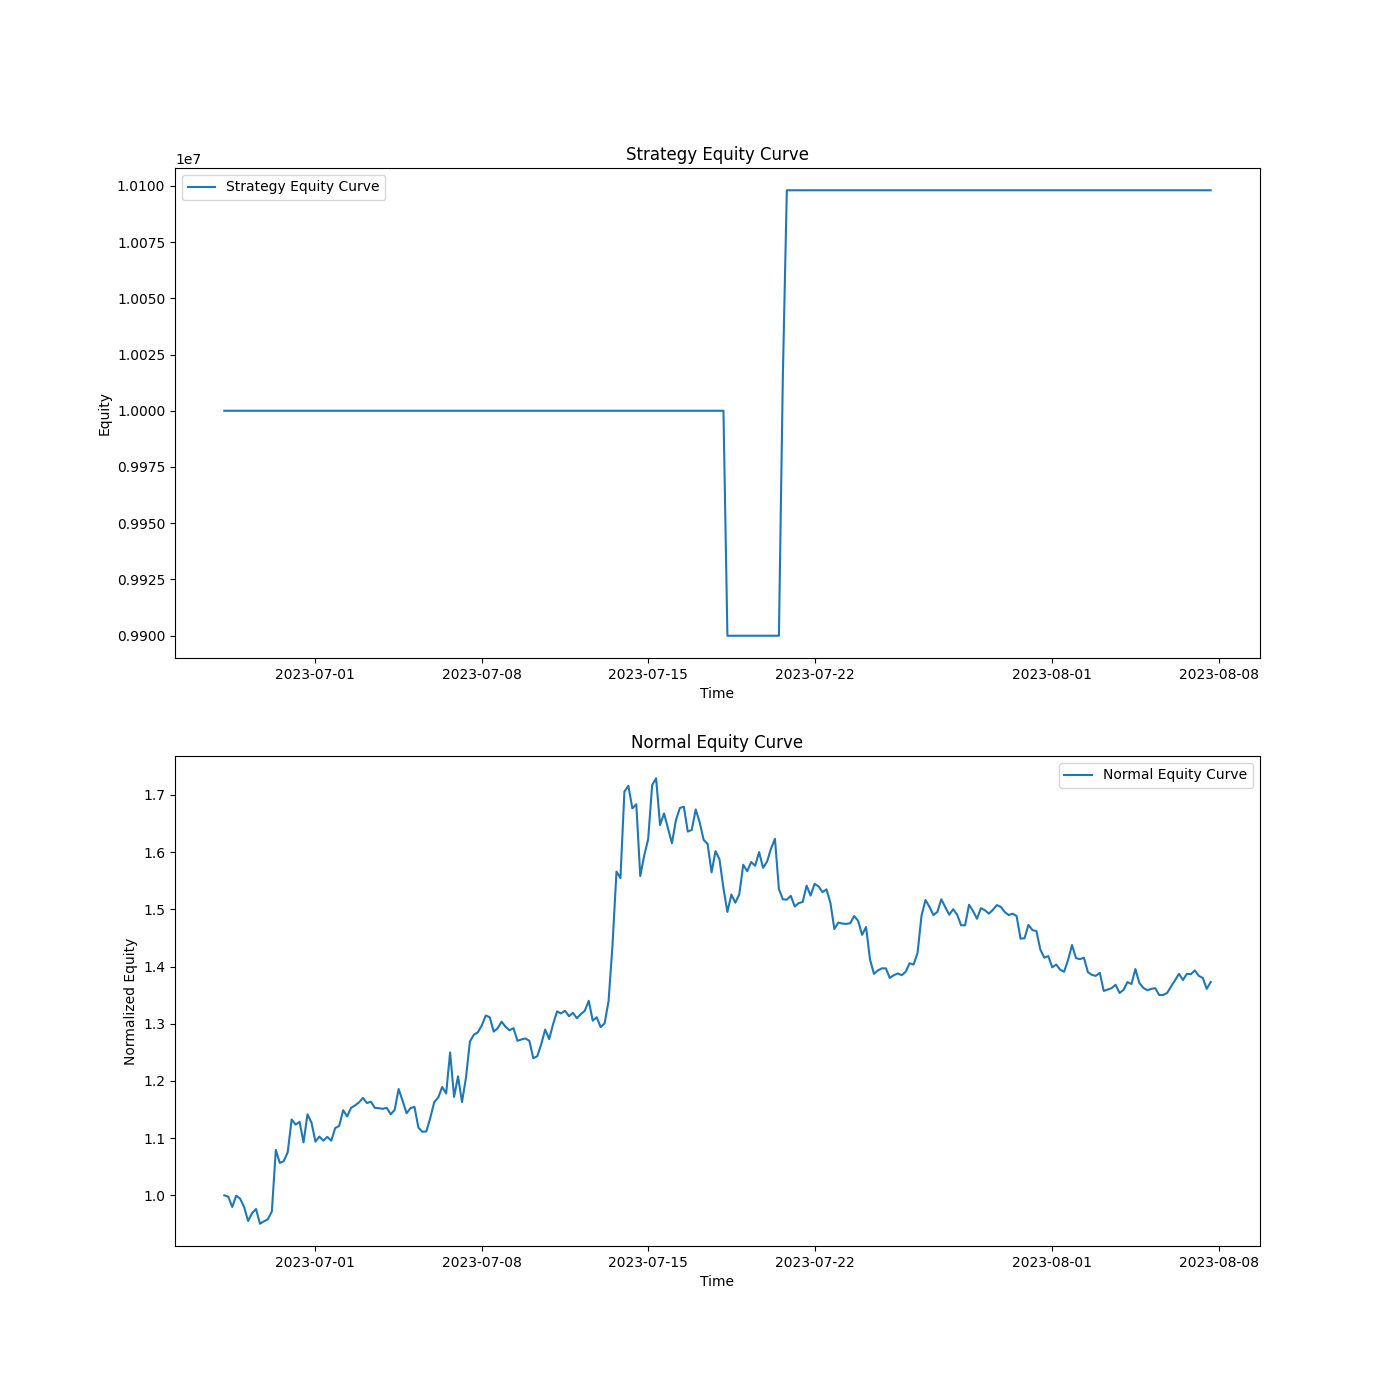 Strategy Equity Curve
1e7
Strategy Equity Curve
1.0100
1.0075
1.0050
1.0025
1.0000
0.9975
0.9950
0.9925
0.9900
Equity
2023-07-01 2023-07-08 2023-07-15 2023-07-22 2023-08-01 2023-08-08
Time
Normal Equity Curve
Normal Equity Curve
1.7
1.6
1.5
1.4
1.3
1.2
1.1
1.0
Normalized Equity
2023-07-01 2023-07-08 2023-07-15 2023-07-22 2023-08-01 2023-08-08
Time